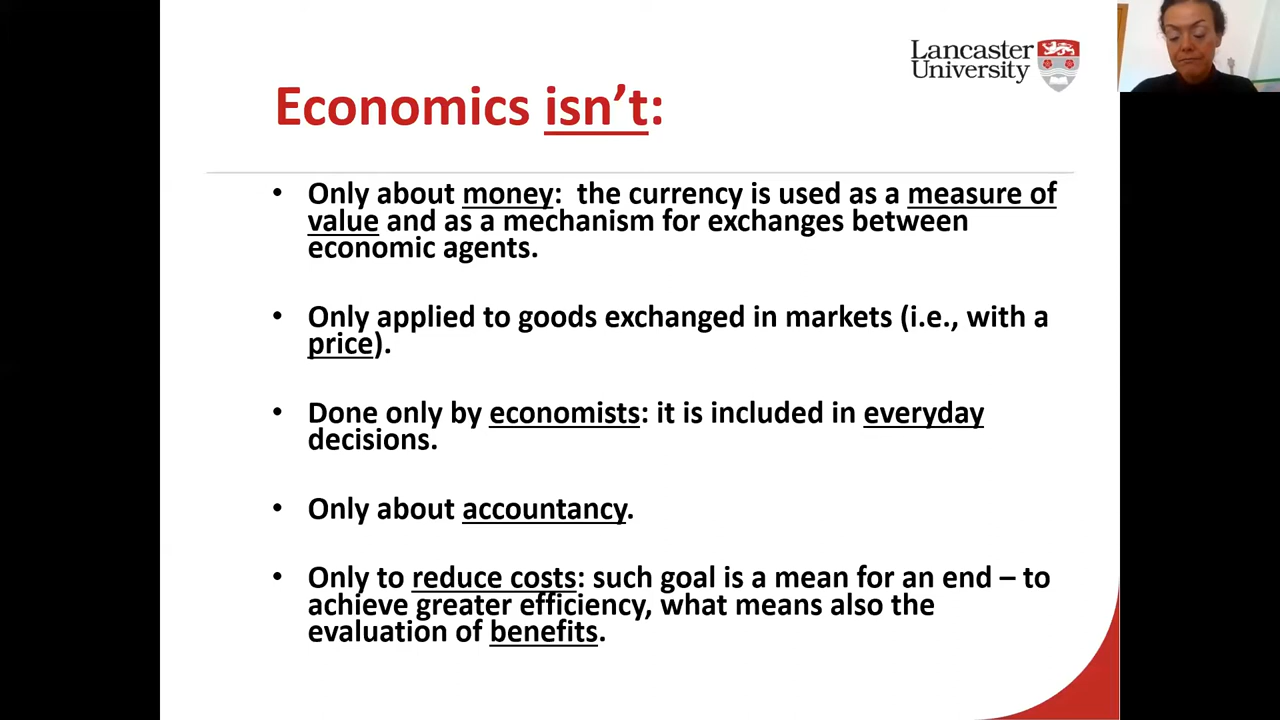 Lancaster
University
Economics isn't:
• Only about money:  the currency is used as a measure of
value and as a mechanism for exchanges between
economic agents.
• Only applied to goods exchanged in markets (i.e., with a
price).
• Done only by economists: it is included in everyday
decisions.
• Only about accountancy.
• Only to reduce costs: such goal is a mean for an end – to
achieve greater efficiency, what means also the
evaluation of benefits.